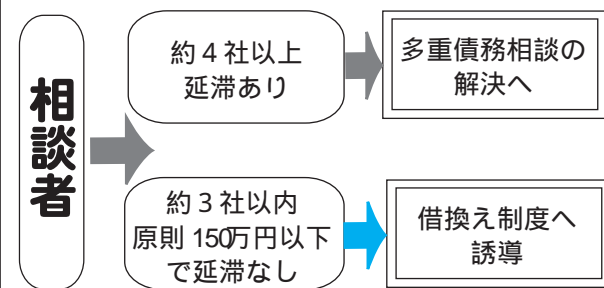 相談者
約４社以上
延滞あり
多重債務相談の
解決へ
約３社以内
原則150万円以下
で延滞なし
借換え制度へ
誘導